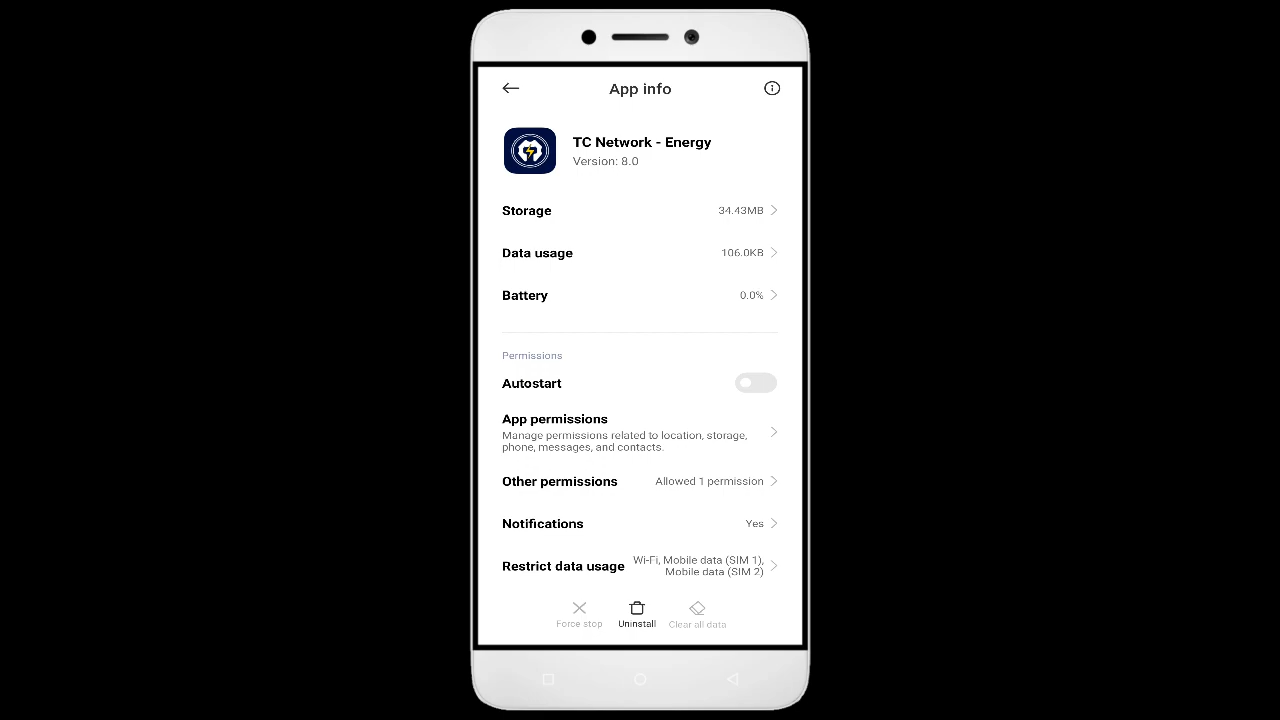 App info
TC Network - Energy
Version: 8.0
Storage 34.43MB
Data usage 106.0KB
Battery 0.0%
Permissions
Autostart
App permissions
Manage permissions related to location, storage,
phone, messages, and contacts.
Other permissions Allowed 1 permission
Notifications Yes
Restrict data usage Wi-Fi, Mobile data (SIM 1),
Mobile data (SIM 2)
Force stop Uninstall Clear all data